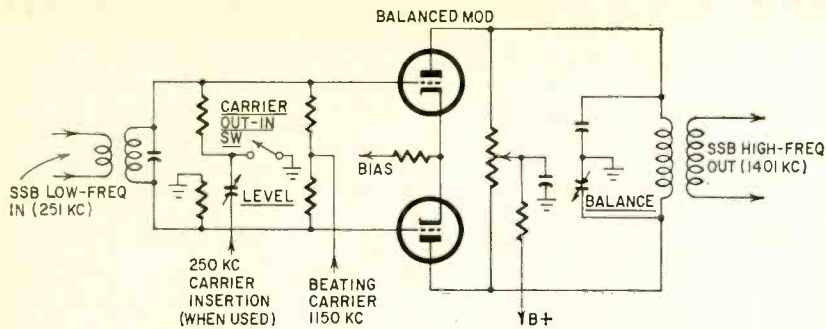 BALANCED MOD
CARRIER
OUT-IN
SW
LEVEL
BIAS
SSB LOW-FREQ
IN (251 KC)
250 KC
CARRIER
INSERTION
(WHEN USED)
BEATING
CARRIER
1150 KC
B+
BALANCE
SSB HIGH-FREQ
OUT (1401 KC)